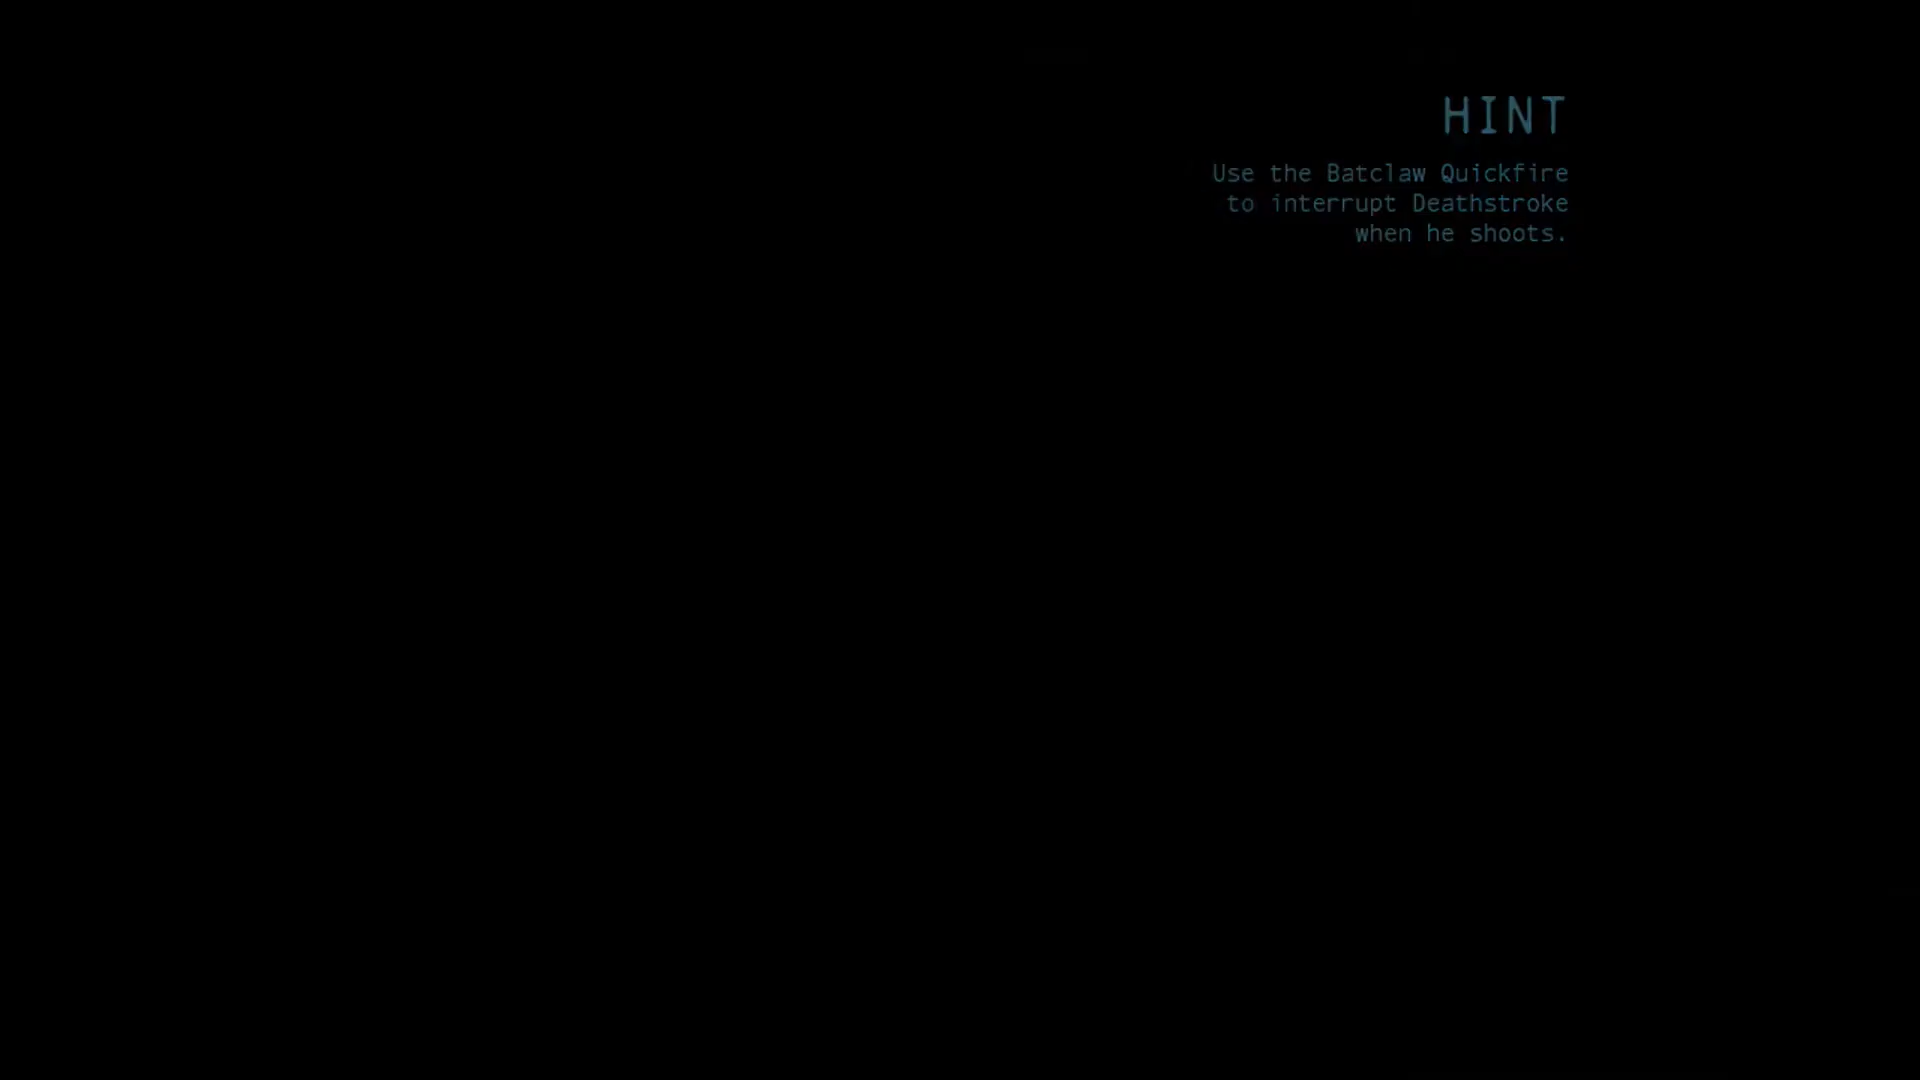 HINT
Use the Batclaw Quickfire
to interrupt Deathstroke
when he shoots.